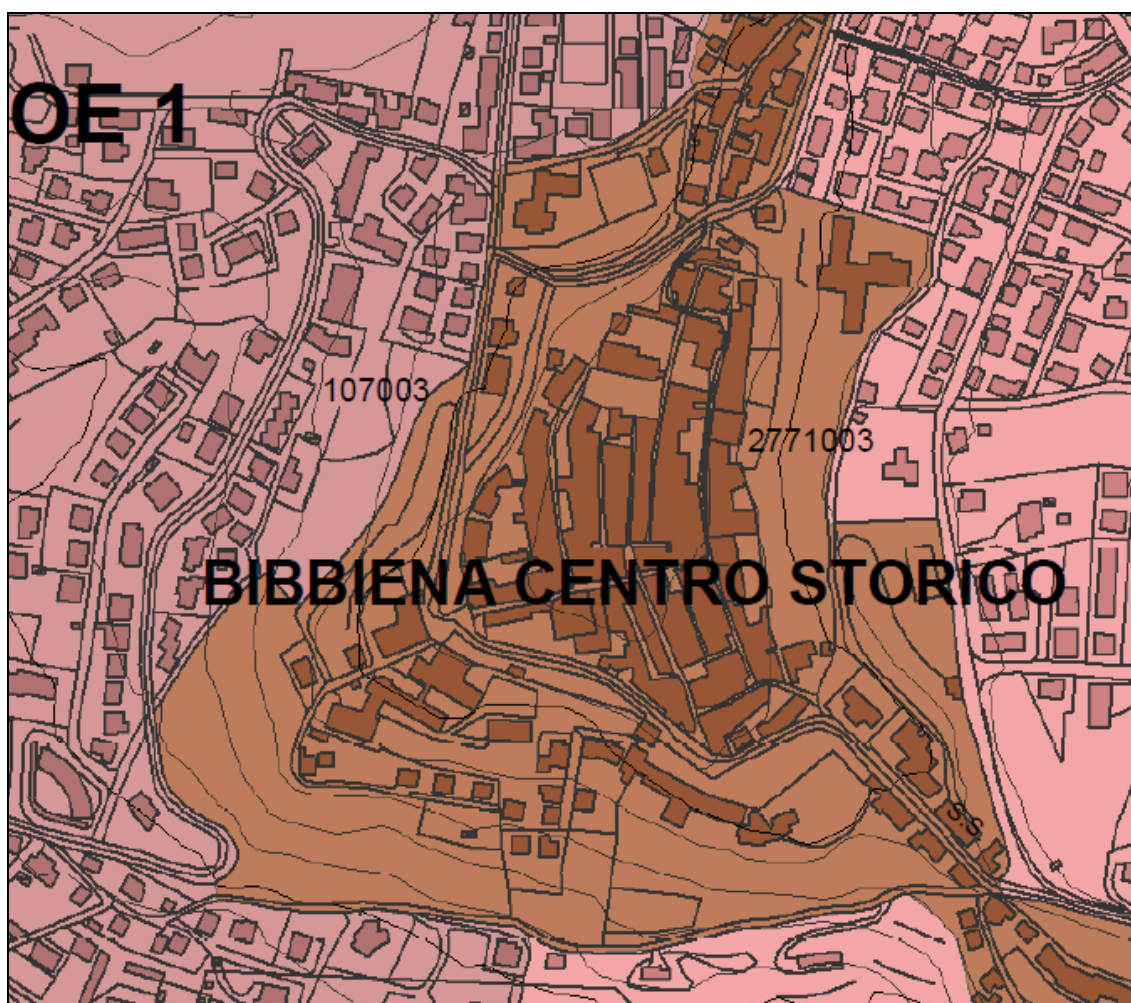 OE 1
107003
2771003
BIBBIENA CENTRO STORICO
S.S.